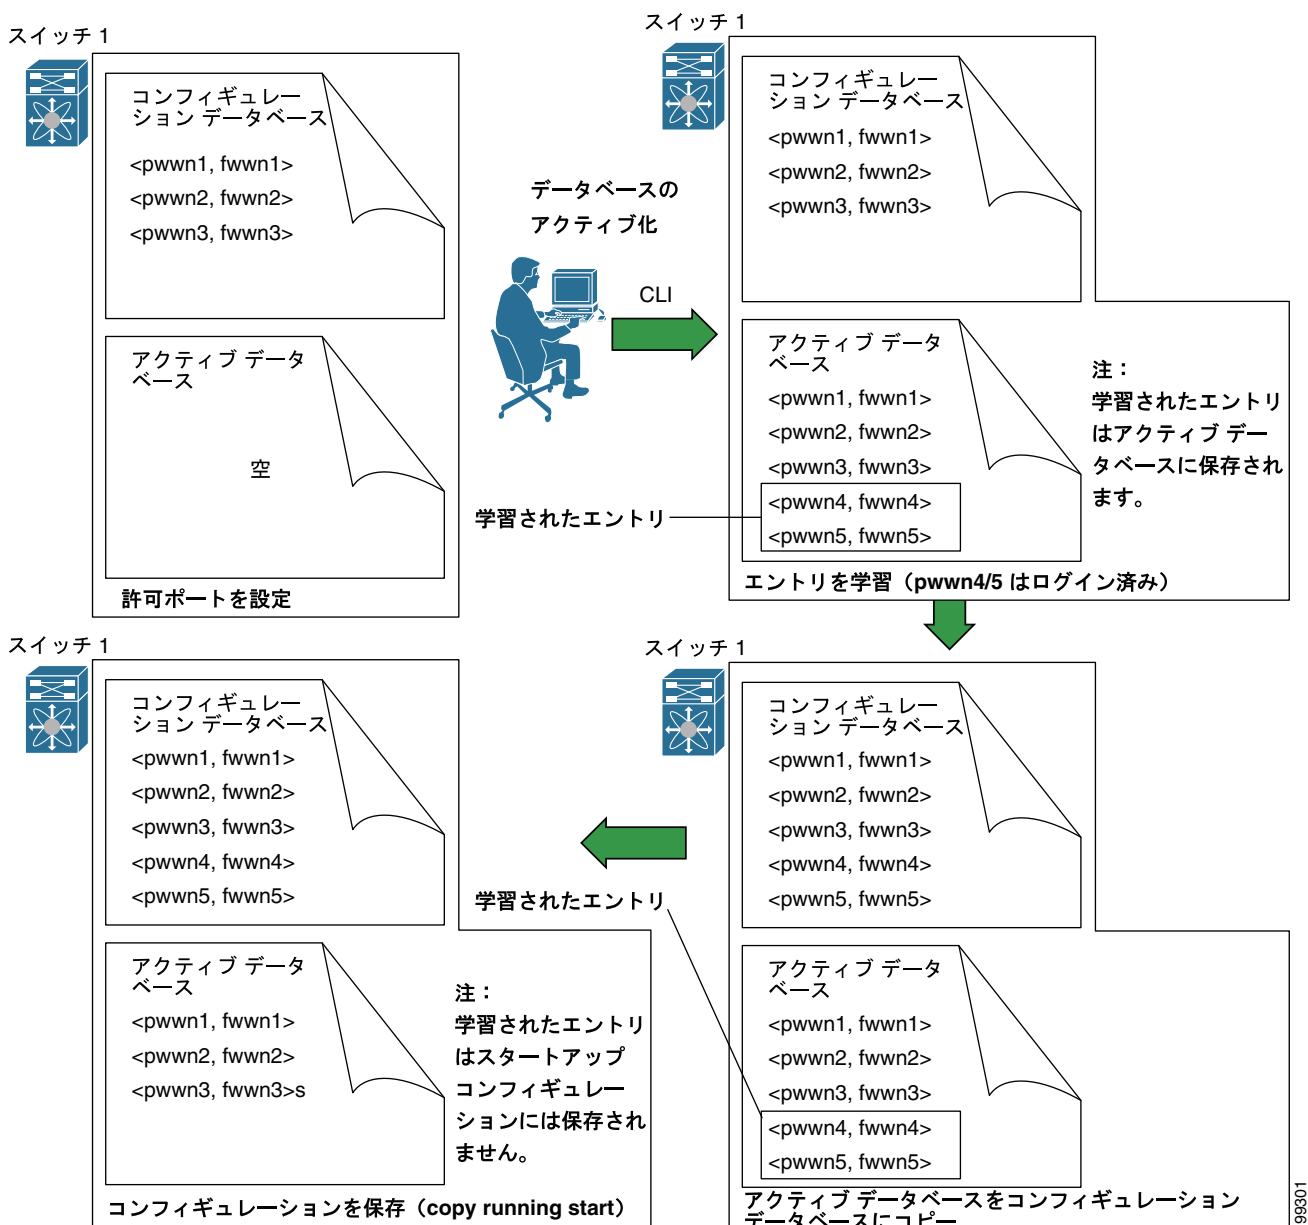 スイッチ 1
コンフィギュレー
ション データベース
<pwwn1, fwwn1>
<pwwn2, fwwn2>
<pwwn3, fwwn3>
アクティブ データ
ベース
空
許可ポートを設定
データベースの
アクティブ化
CLI
スイッチ 1
コンフィギュレー
ション データベース
<pwwn1, fwwn1>
<pwwn2, fwwn2>
<pwwn3, fwwn3>
アクティブ データ
ベース
<pwwn1, fwwn1>
<pwwn2, fwwn2>
<pwwn3, fwwn3>
<pwwn4, fwwn4>
<pwwn5, fwwn5>
学習されたエントリ
注：
学習されたエントリ
はアクティブ デー
タベースに保存され
ます。
エントリを学習（pwwn4/5 はログイン済み）
スイッチ 1
コンフィギュレー
ション データベース
<pwwn1, fwwn1>
<pwwn2, fwwn2>
<pwwn3, fwwn3>
<pwwn4, fwwn4>
<pwwn5, fwwn5>
アクティブ データ
ベース
<pwwn1, fwwn1>
<pwwn2, fwwn2>
<pwwn3, fwwn3>s
注：
学習されたエントリ
はスタートアップ
コンフィギュレー
ションには保存され
ません。
コンフィギュレーションを保存（copy running start）
スイッチ 1
コンフィギュレー
ション データベース
<pwwn1, fwwn1>
<pwwn2, fwwn2>
<pwwn3, fwwn3>
<pwwn4, fwwn4>
<pwwn5, fwwn5>
学習されたエントリ
アクティブ データ
ベース
<pwwn1, fwwn1>
<pwwn2, fwwn2>
<pwwn3, fwwn3>
<pwwn4, fwwn4>
<pwwn5, fwwn5>
アクティブ データベースをコンフィギュレーション
データベースにコピー
99301